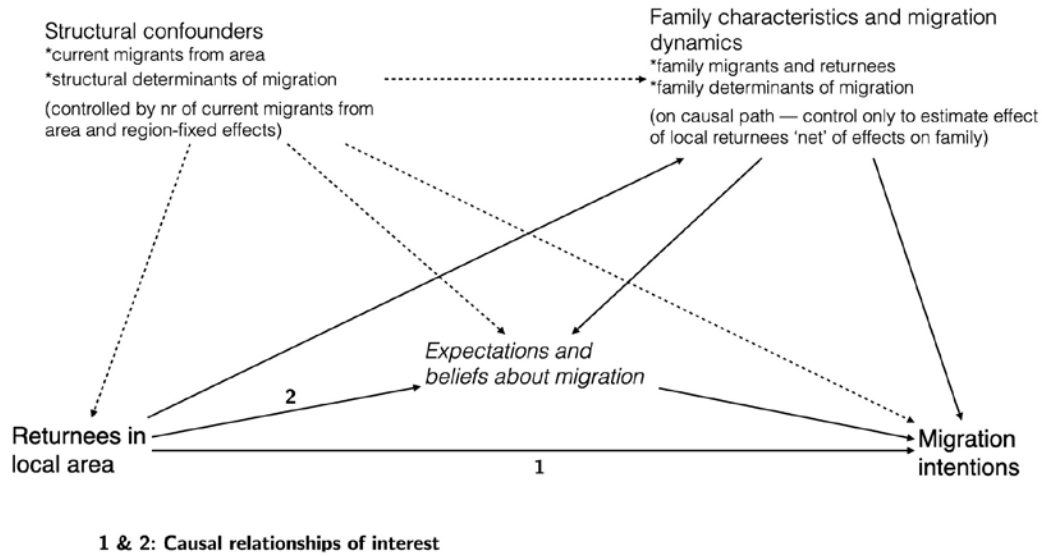 Structural confounders
*current migrants from area
*structural determinants of migration
(controlled by nr of current migrants from
area and region-fixed effects)
Family characteristics and migration
dynamics
*family migrants and returnees
*family determinants of migration
(on causal path — control only to estimate effect
of local returnees ‘net’ of effects on family)
Expectations and
beliefs about migration
2
Returnees in
local area
1
Migration
intentions
1 & 2: Causal relationships of interest